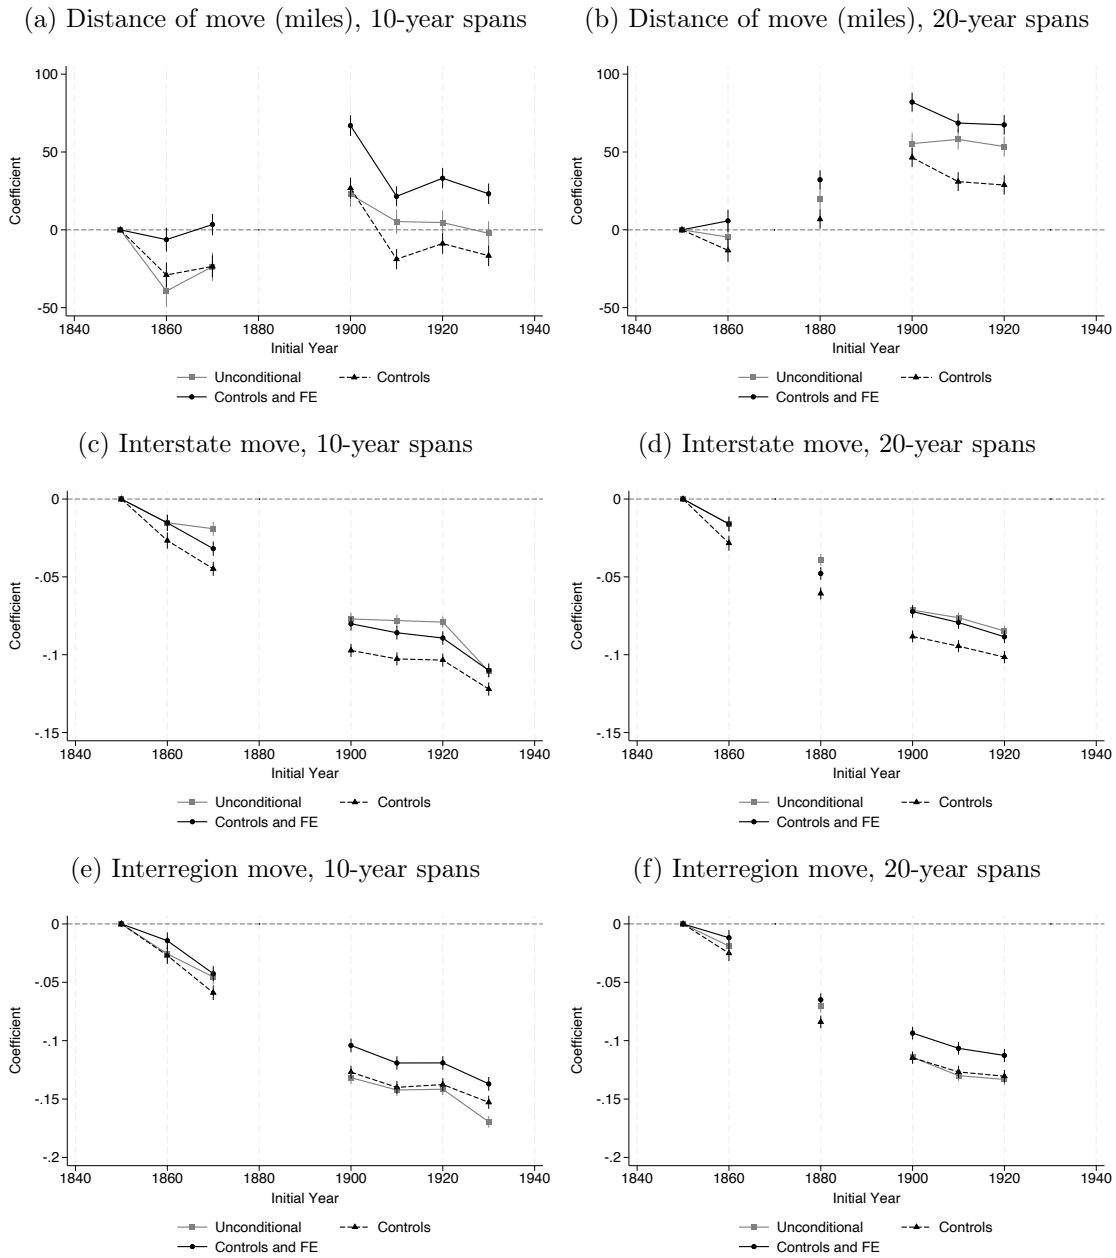 (a) Distance of move (miles), 10-year spans
100
50
0
-50
Coefficient
1840 1860 1880 1900 1920 1940
Initial Year
Unconditional Controls
Controls and FE
(b) Distance of move (miles), 20-year spans
100
50
0
-50
Coefficient
1840 1860 1880 1900 1920 1940
Initial Year
Unconditional Controls
Controls and FE
(c) Interstate move, 10-year spans
0
-.05
-.1
-.15
Coefficient
1840 1860 1880 1900 1920 1940
Initial Year
Unconditional Controls
Controls and FE
(d) Interstate move, 20-year spans
0
-.05
-.1
-.15
Coefficient
1840 1860 1880 1900 1920 1940
Initial Year
Unconditional Controls
Controls and FE
(e) Interregion move, 10-year spans
0
-.05
-.1
-.15
-.2
Coefficient
1840 1860 1880 1900 1920 1940
Initial Year
Unconditional Controls
Controls and FE
(f) Interregion move, 20-year spans
0
-.05
-.1
-.15
-.2
Coefficient
1840 1860 1880 1900 1920 1940
Initial Year
Unconditional Controls
Controls and FE